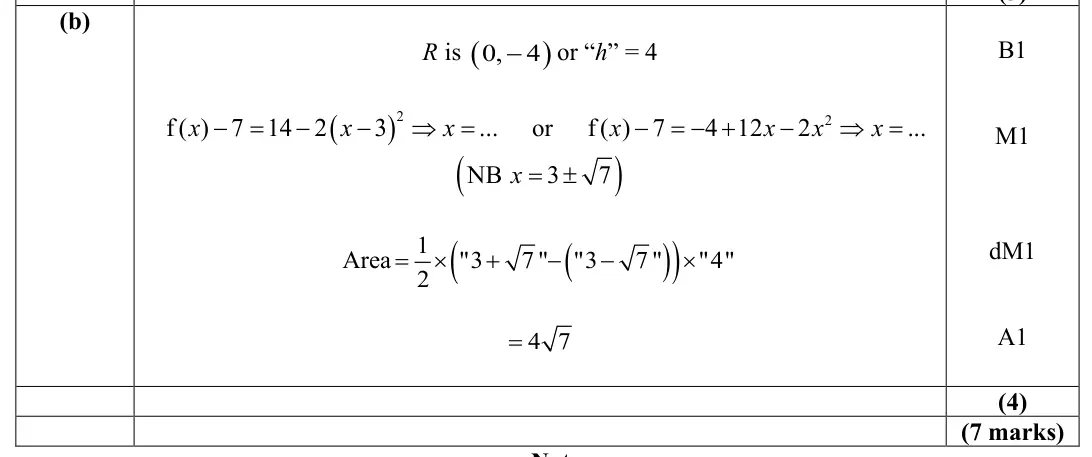 (b)
R is (0, – 4) or “h” = 4 B1
f(x) – 7 = 14 – 2(x – 3)² ⇒ x = ... or f(x) – 7 = –4 +12x – 2x² ⇒ x = ... M1
(NB x = 3 ± √7)
Area = 1/2 × ("3 + √7" – ("3 – √7")) × "4" dM1
= 4√7 A1
(4)
(7 marks)